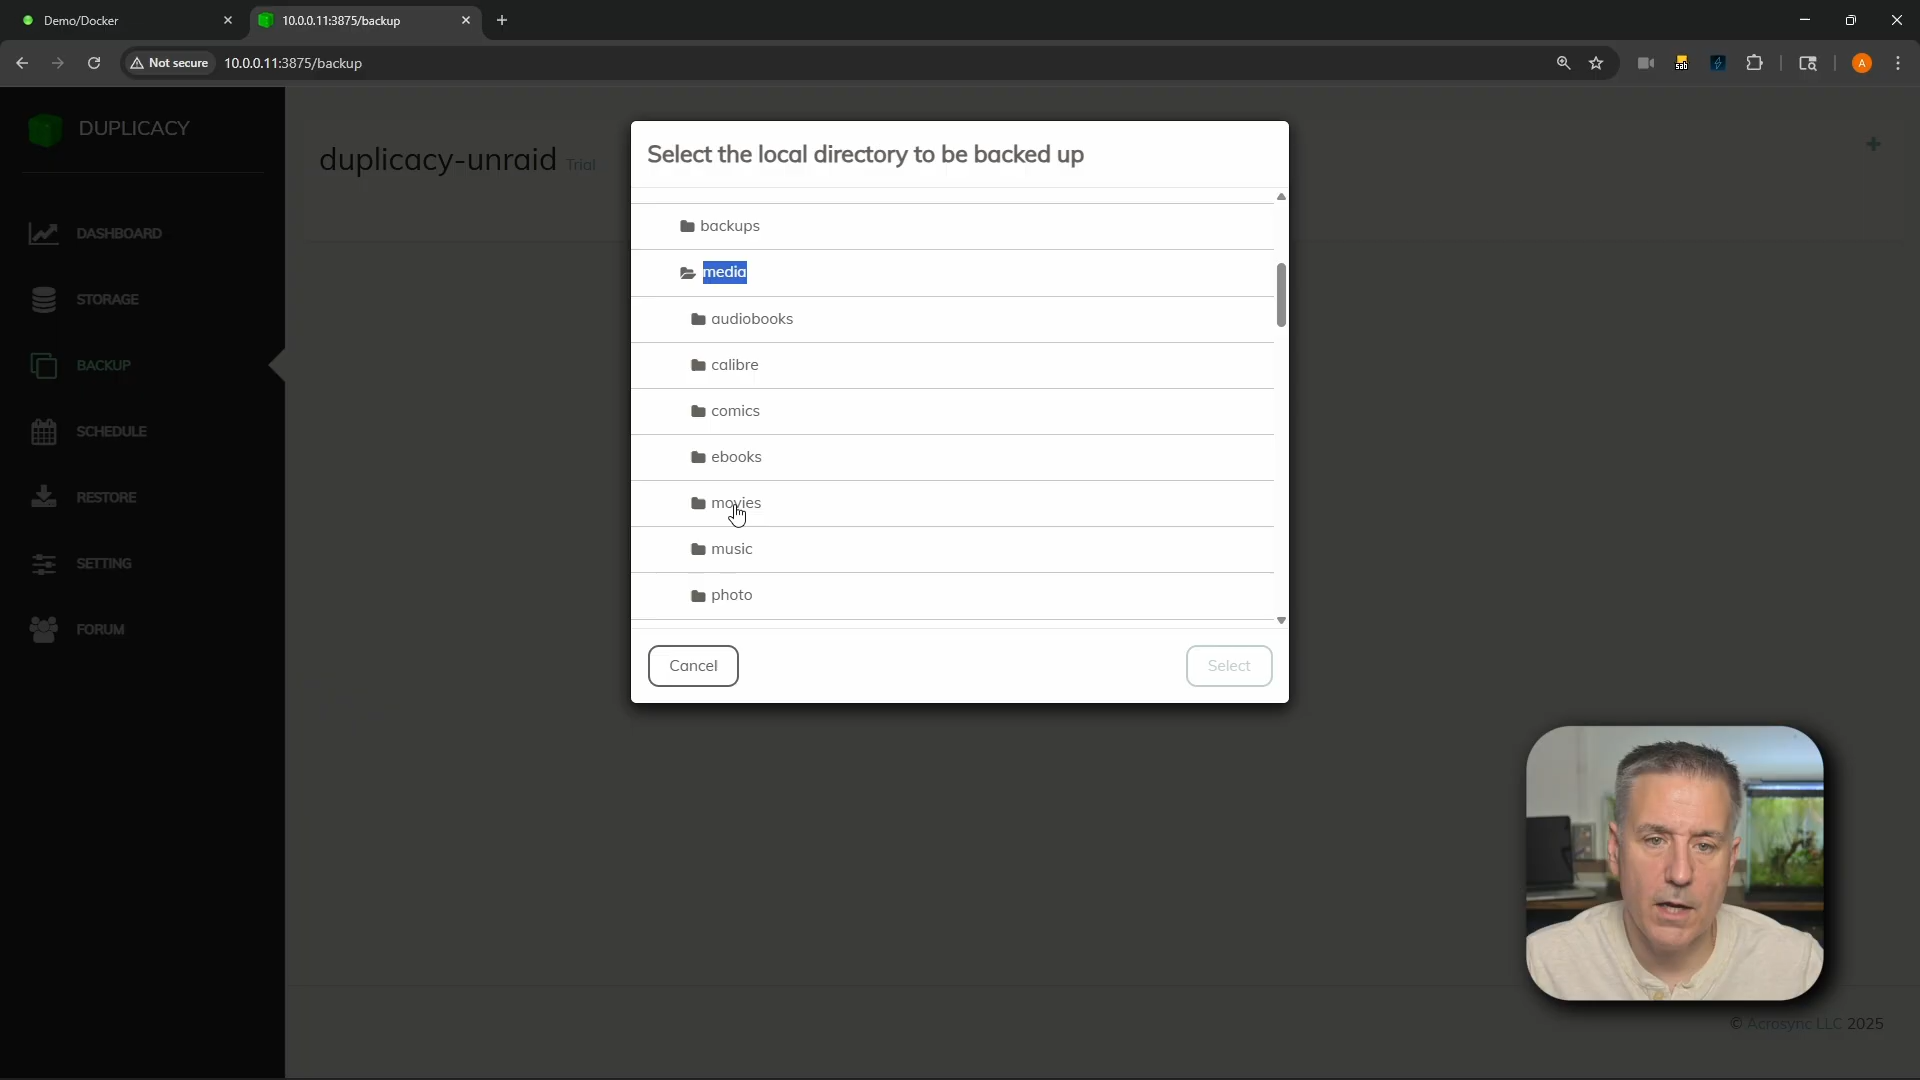 Demo/Docker
10.0.0.11:3875/backup
Not secure
10.0.0.11:3875/backup
sab
A
DUPLICACY
DASHBOARD
STORAGE
BACKUP
SCHEDULE
RESTORE
SETTING
FORUM
duplicacy-unraid Trial
Select the local directory to be backed up
backups
media
audiobooks
calibre
comics
ebooks
movies
music
photo
Cancel
Select
© Acrosync LLC 2025